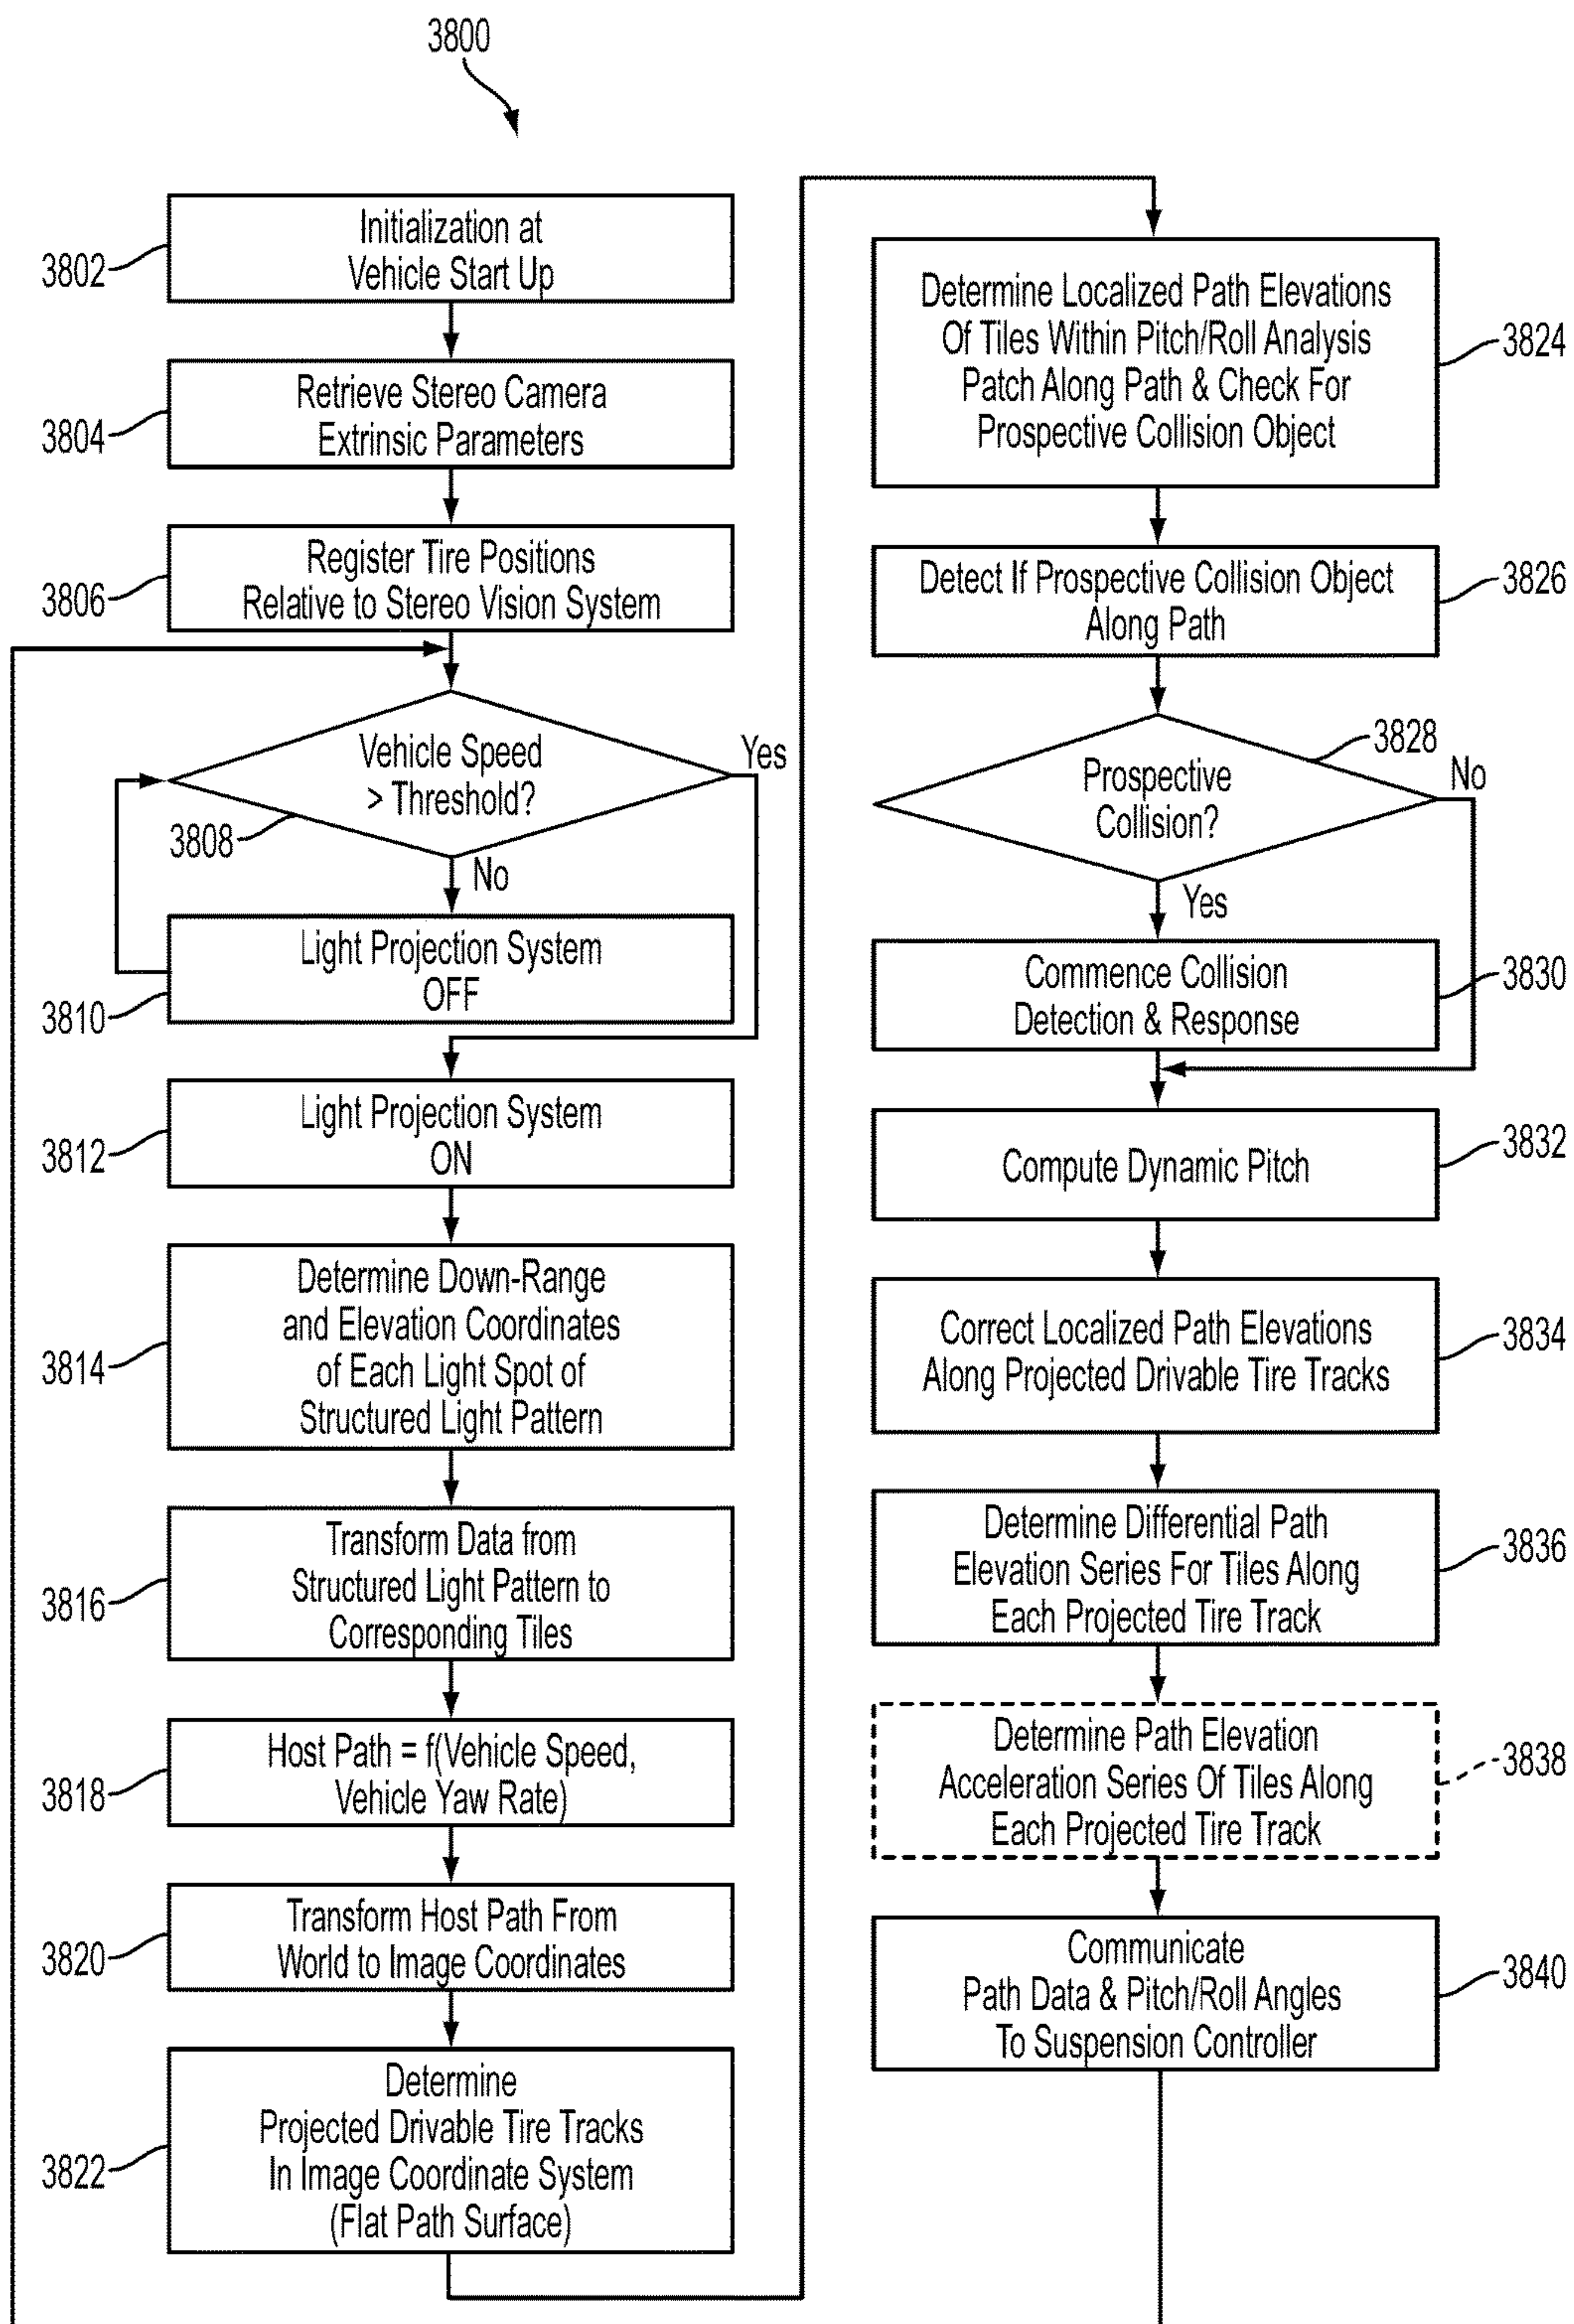 3800
Initialization at
Vehicle Start Up
3802
Retrieve Stereo Camera
Extrinsic Parameters
3804
Register Tire Positions
Relative to Stereo Vision System
3806
Vehicle Speed
> Threshold?
Yes
3808
No
Light Projection System
OFF
3810
Light Projection System
ON
3812
Determine Down-Range
and Elevation Coordinates
of Each Light Spot of
Structured Light Pattern
3814
Transform Data from
Structured Light Pattern to
Corresponding Tiles
3816
Host Path = f(Vehicle Speed,
Vehicle Yaw Rate)
3818
Transform Host Path From
World to Image Coordinates
3820
Determine
Projected Drivable Tire Tracks
In Image Coordinate System
(Flat Path Surface)
3822
Determine Localized Path Elevations
Of Tiles Within Pitch/Roll Analysis
Patch Along Path & Check For
Prospective Collision Object
3824
Detect If Prospective Collision Object
Along Path
3826
Prospective
Collision?
3828
No
Yes
Commence Collision
Detection & Response
3830
Compute Dynamic Pitch
3832
Correct Localized Path Elevations
Along Projected Drivable Tire Tracks
3834
Determine Differential Path
Elevation Series For Tiles Along
Each Projected Tire Track
3836
Determine Path Elevation
Acceleration Series Of Tiles Along
Each Projected Tire Track
3838
Communicate
Path Data & Pitch/Roll Angles
To Suspension Controller
3840